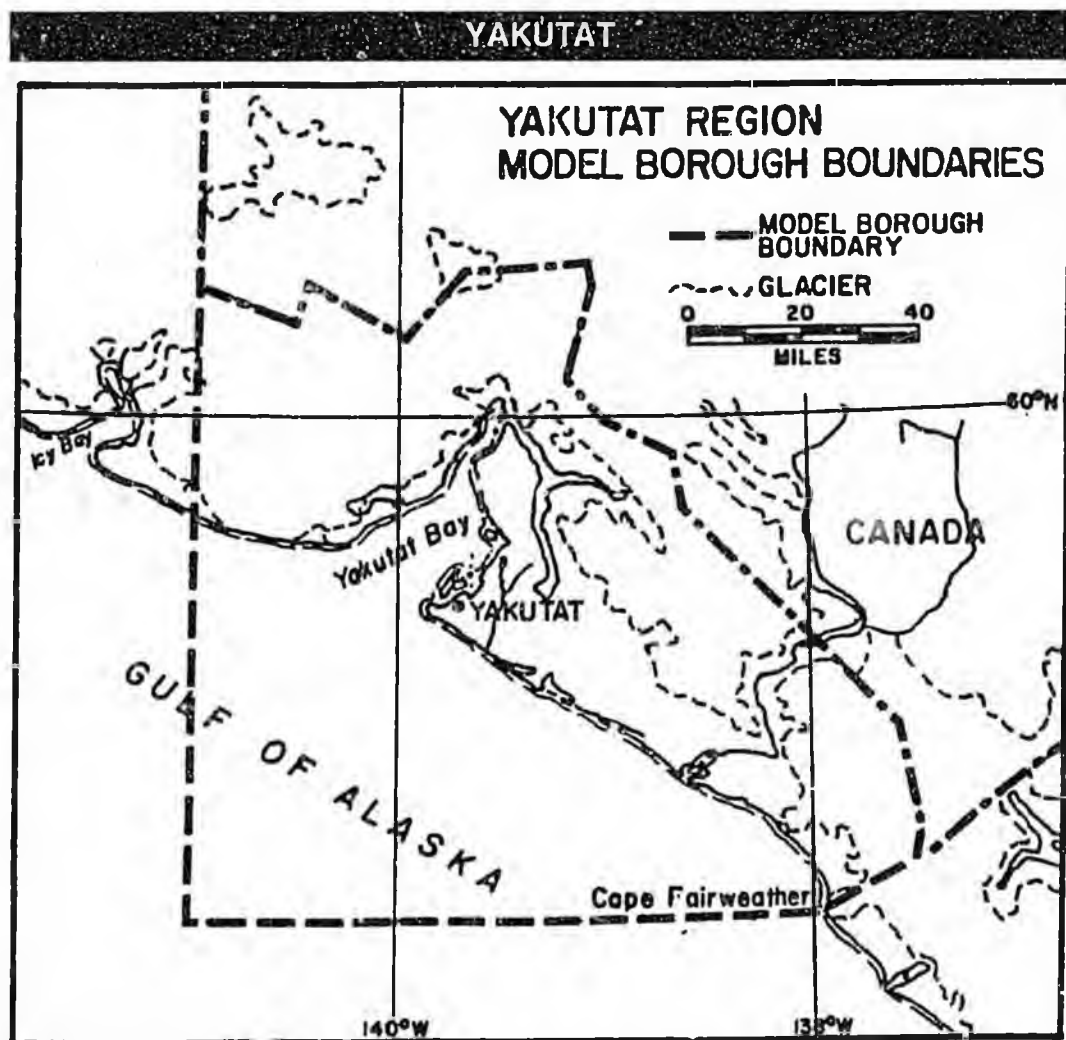 YAKUTAT
YAKUTAT REGION
MODEL BOROUGH BOUNDARIES
MODEL BOROUGH
BOUNDARY
GLACIER
0 20 40
MILES
60°N
Icy Bay
CANADA
Yakutat Bay
YAKUTAT
GULF OF ALASKA
Cape Fairweather
140°W
138°W